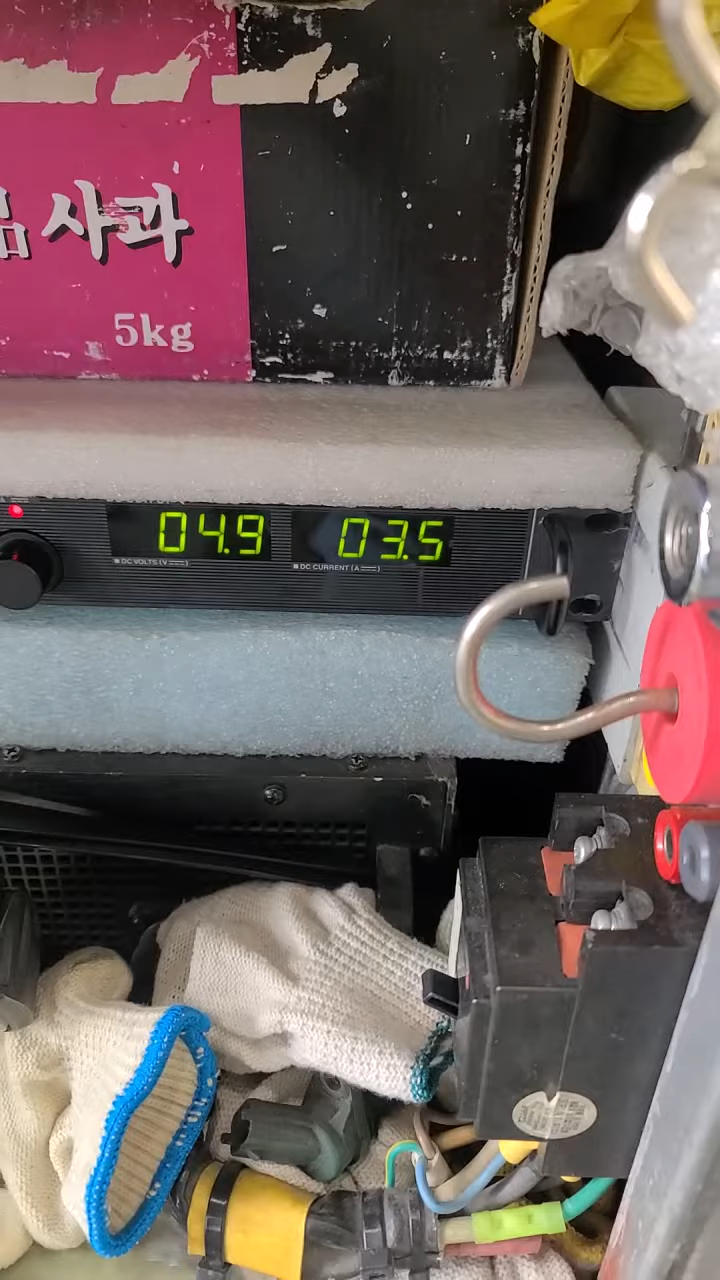 사과
5kg
04.9
03.5
■ DC VOLTS (V⎓)
■ DC CURRENT (A⎓)